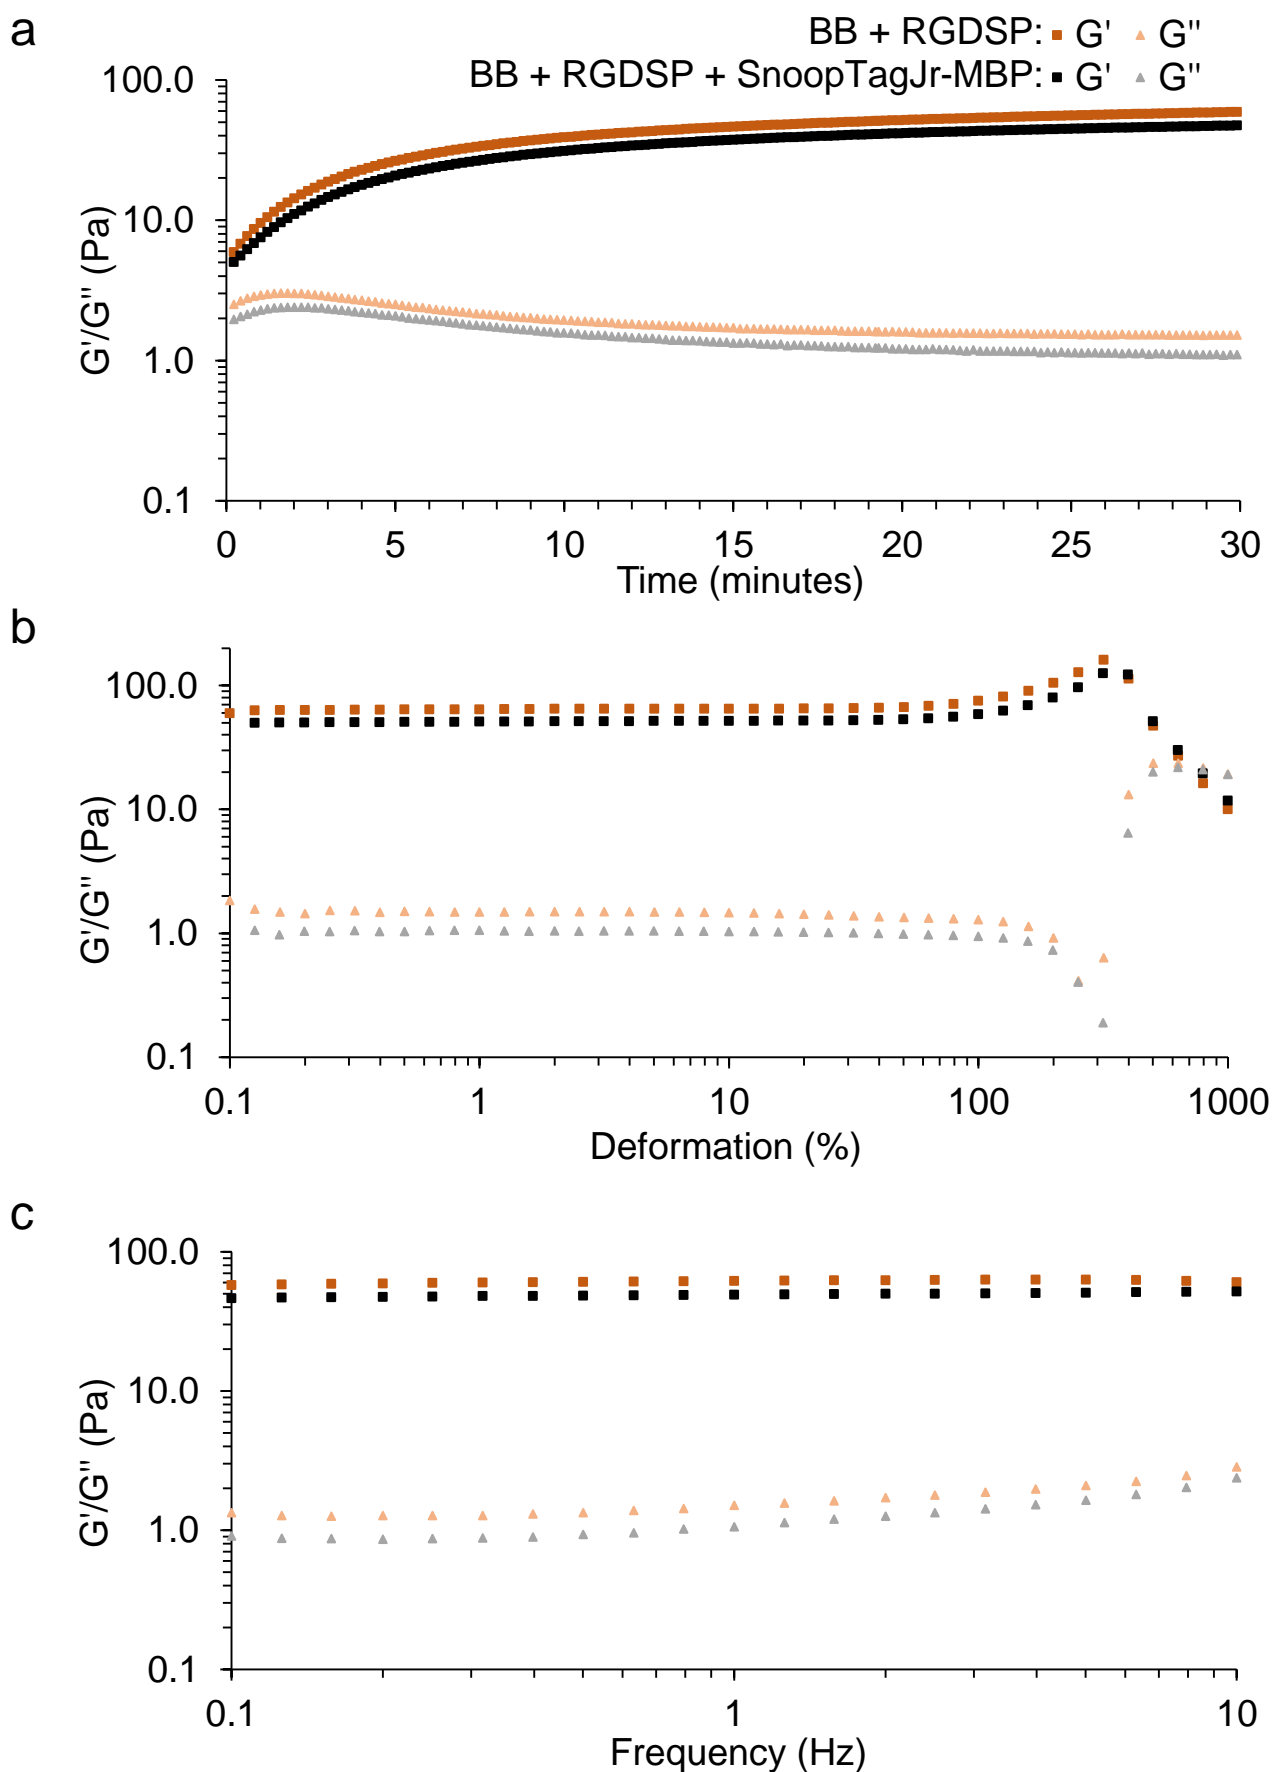 a
BB + RGDSP: G' G"
BB + RGDSP + SnoopTagJr-MBP: G' G"
100.0
10.0
1.0
0.1
G'/G" (Pa)
0 5 10 15 20 25 30
Time (minutes)
b
100.0
10.0
1.0
0.1
G'/G" (Pa)
0.1 1 10 100 1000
Deformation (%)
c
100.0
10.0
1.0
0.1
G'/G" (Pa)
0.1 1 10
Frequency (Hz)